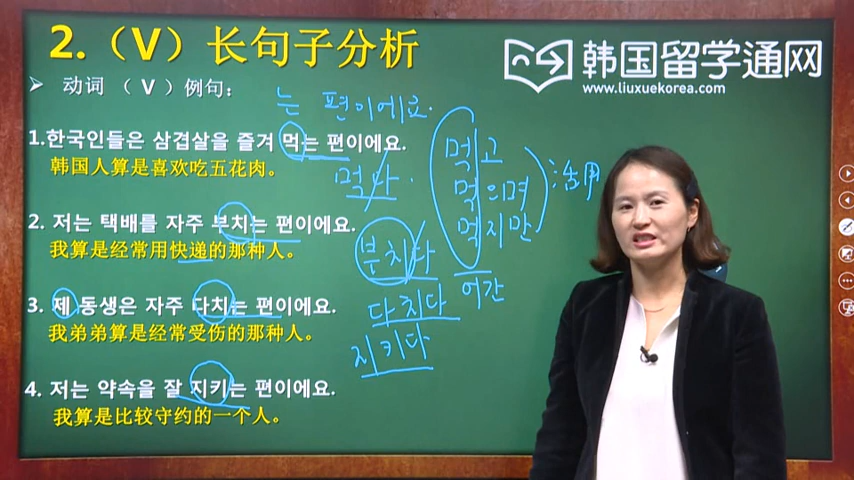 2.（V）长句子分析
韩国留学通网
www.liuxuekorea.com
➢ 动词 （ V ）例句：
는 편이에요.
1.한국인들은 삼겹살을 즐겨 먹는 편이에요.
韩国人算是喜欢吃五花肉。
먹다.
먹고
먹으며
먹지만
活用
어간
2. 저는 택배를 자주 부치는 편이에요.
我算是经常用快递的那种人。
부치다
3. 제 동생은 자주 다치는 편이에요.
我弟弟算是经常受伤的那种人。
다치다
지키다
4. 저는 약속을 잘 지키는 편이에요.
我算是比较守约的一个人。